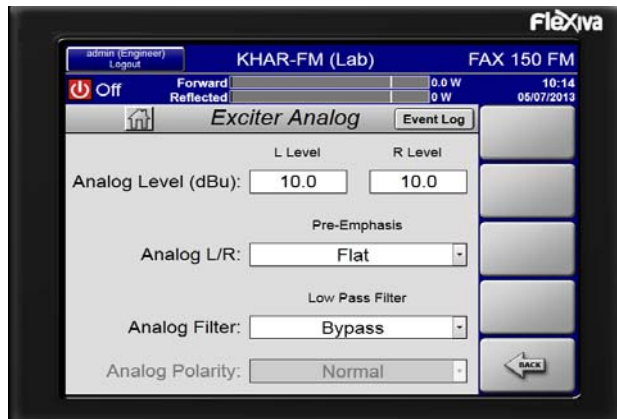 Flexiva
admin (Engineer)
Logout
KHAR-FM (Lab)
FAX 150 FM
Off
Forward
0.0 W
10:14
Reflected
0 W
05/07/2013
Exciter Analog
Event Log
L Level
R Level
Analog Level (dBu):
10.0
10.0
Pre-Emphasis
Analog L/R:
Flat
Low Pass Filter
Analog Filter:
Bypass
Analog Polarity:
Normal
BACK